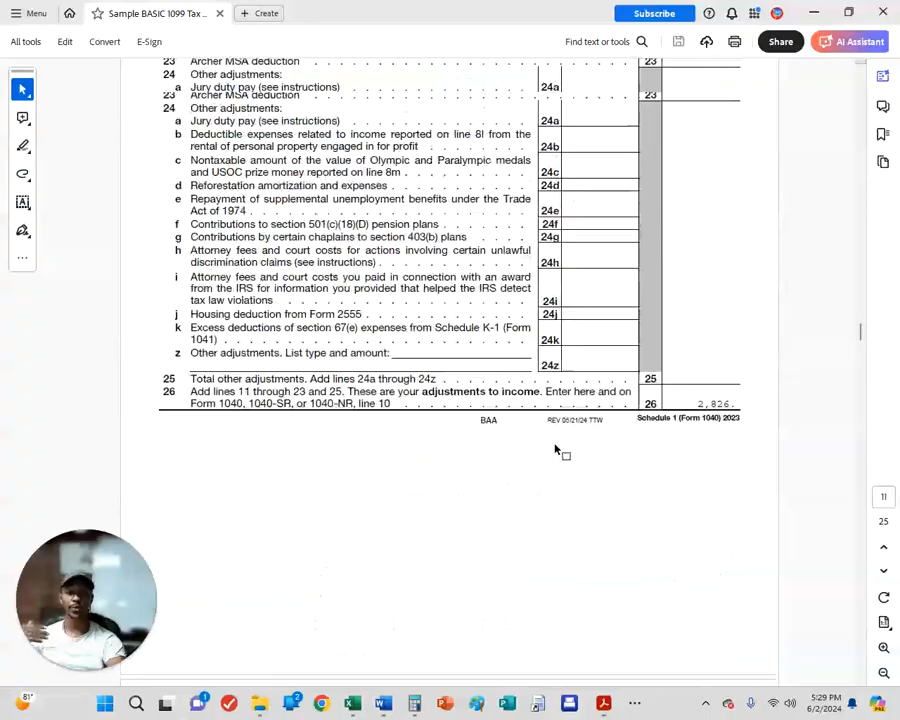 Menu
Sample BASIC 1099 Tax ...
Create
Subscribe
All tools
Edit
Convert
E-Sign
Find text or tools
Share
AI Assistant
23 Archer MSA deduction . . . . . . . . . . . . . . . . . . . . . . . . . . . 23
24 Other adjustments:
a Jury duty pay (see instructions) . . . . . . . . . . . . . . . 24a
23 Archer MSA deduction . . . . . . . . . . . . . . . . . . . . . . . . . . . 23
24 Other adjustments:
a Jury duty pay (see instructions) . . . . . . . . . . . . . . . 24a
b Deductible expenses related to income reported on line 8l from the
rental of personal property engaged in for profit . . . . . . . . . 24b
c Nontaxable amount of the value of Olympic and Paralympic medals
and USOC prize money reported on line 8m . . . . . . . . . . 24c
d Reforestation amortization and expenses . . . . . . . . . . . 24d
e Repayment of supplemental unemployment benefits under the Trade
Act of 1974 . . . . . . . . . . . . . . . . . . . . . . 24e
f Contributions to section 501(c)(18)(D) pension plans . . . . . . . 24f
g Contributions by certain chaplains to section 403(b) plans . . . . . 24g
h Attorney fees and court costs for actions involving certain unlawful
discrimination claims (see instructions) . . . . . . . . . . . . 24h
i Attorney fees and court costs you paid in connection with an award
from the IRS for information you provided that helped the IRS detect
tax law violations . . . . . . . . . . . . . . . . . . . . 24i
j Housing deduction from Form 2555 . . . . . . . . . . . . . 24j
k Excess deductions of section 67(e) expenses from Schedule K-1 (Form
1041) . . . . . . . . . . . . . . . . . . . . . . . . 24k
z Other adjustments. List type and amount:
24z
25 Total other adjustments. Add lines 24a through 24z . . . . . . . . . . . . . . . 25
26 Add lines 11 through 23 and 25. These are your adjustments to income. Enter here and on
Form 1040, 1040-SR, or 1040-NR, line 10 . . . . . . . . . . . . . . . . . . 26 2,826.
BAA REV 05/21/24 TTW Schedule 1 (Form 1040) 2023
11
25
81°
1
2
5:29 PM
6/2/2024